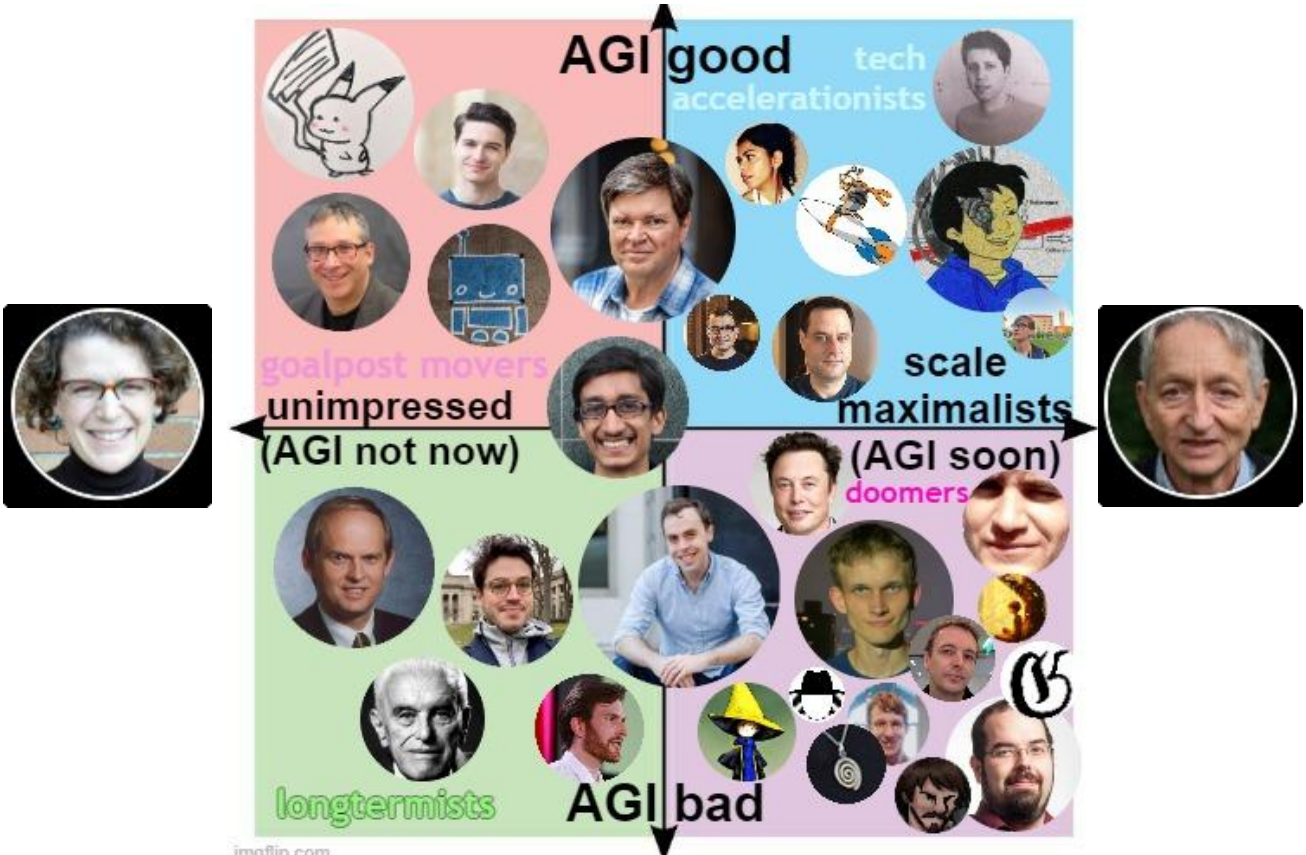 AGI good
tech
accelerationists
goalpost movers
unimpressed
(AGI not now)
scale
maximalists
(AGI soon)
doomers
longtermists
AGI bad
G
imgflip.com